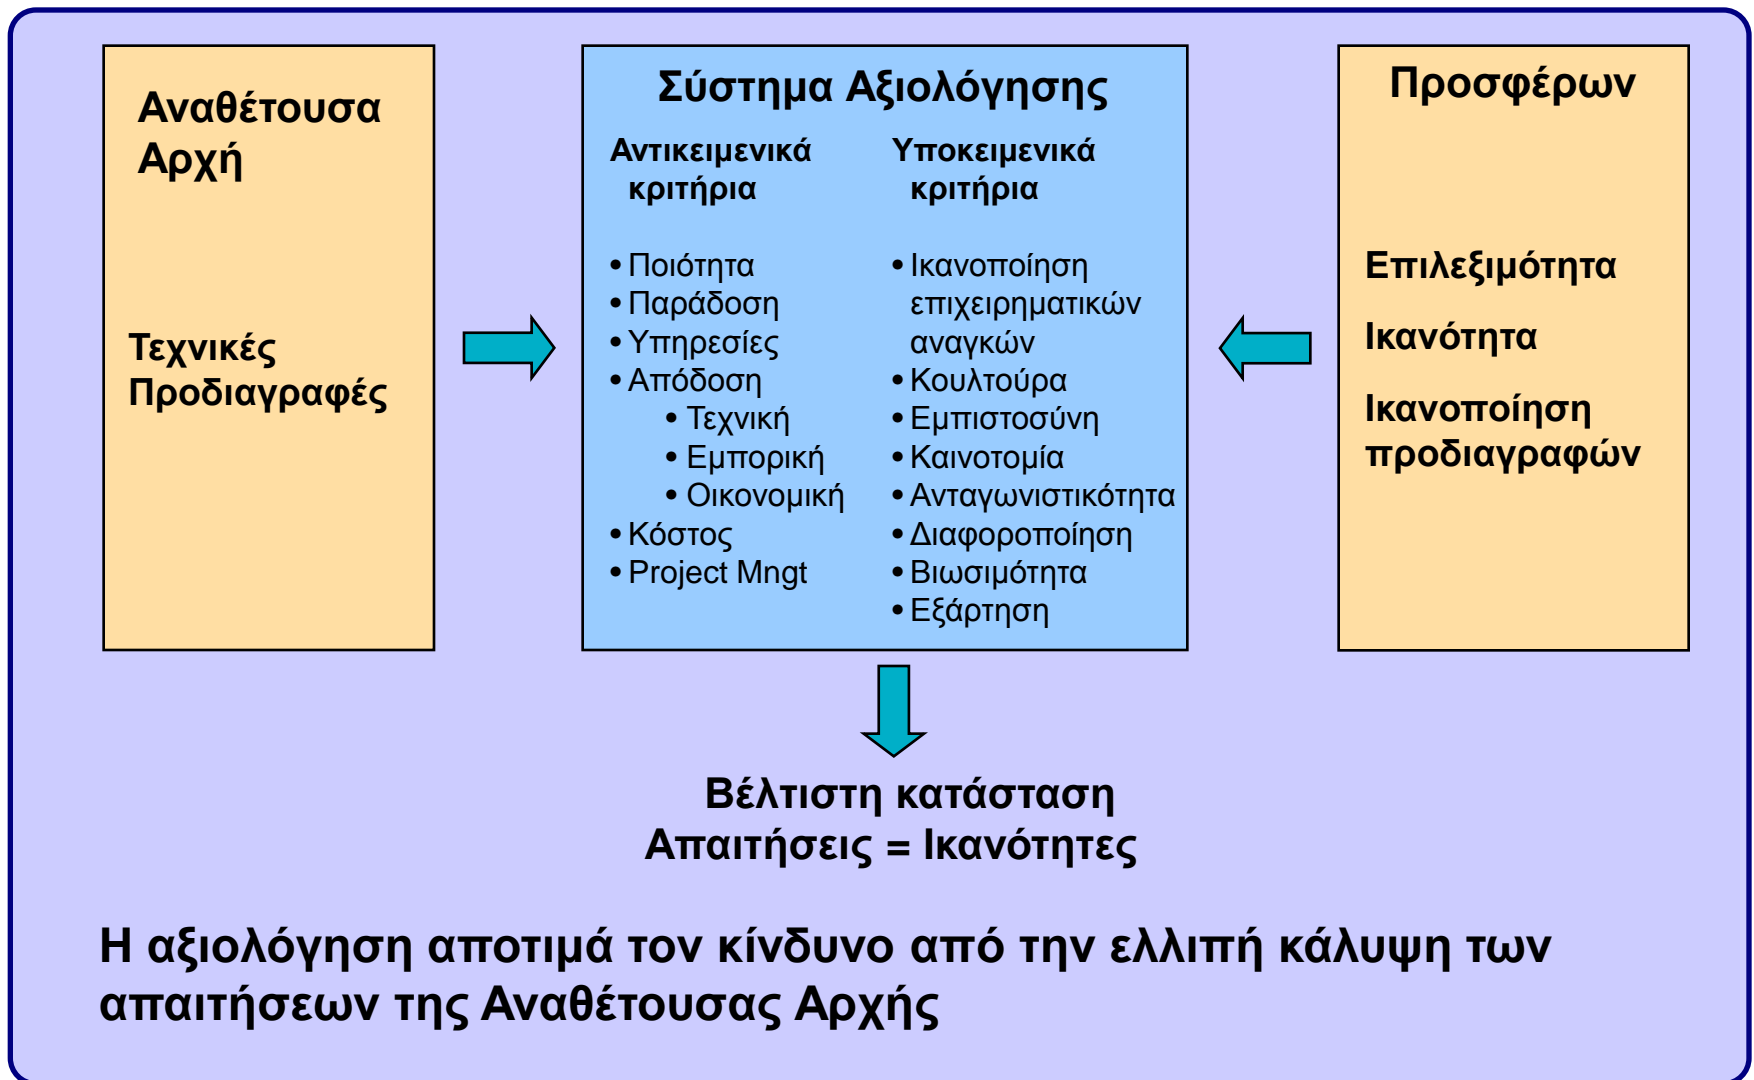 Αναθέτουσα
Αρχή
Τεχνικές
Προδιαγραφές
Σύστημα Αξιολόγησης
Αντικειμενικά
κριτήρια
• Ποιότητα
• Παράδοση
• Υπηρεσίες
• Απόδοση
• Τεχνική
• Εμπορική
• Οικονομική
• Κόστος
• Project Mngt
Υποκειμενικά
κριτήρια
• Ικανοποίηση
επιχειρηματικών
αναγκών
• Κουλτούρα
• Εμπιστοσύνη
• Καινοτομία
• Ανταγωνιστικότητα
• Διαφοροποίηση
• Βιωσιμότητα
• Εξάρτηση
Προσφέρων
Επιλεξιμότητα
Ικανότητα
Ικανοποίηση
προδιαγραφών
Βέλτιστη κατάσταση
Απαιτήσεις = Ικανότητες
Η αξιολόγηση αποτιμά τον κίνδυνο από την ελλιπή κάλυψη των
απαιτήσεων της Αναθέτουσας Αρχής